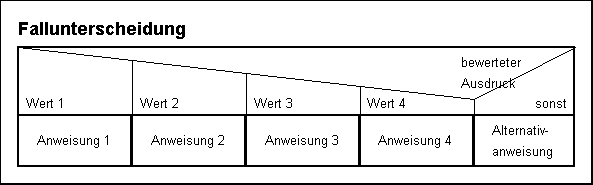 Fallunterscheidung
bewerteter
Ausdruck
Wert 1
Wert 2
Wert 3
Wert 4
sonst
Anweisung 1
Anweisung 2
Anweisung 3
Anweisung 4
Alternativ-
anweisung